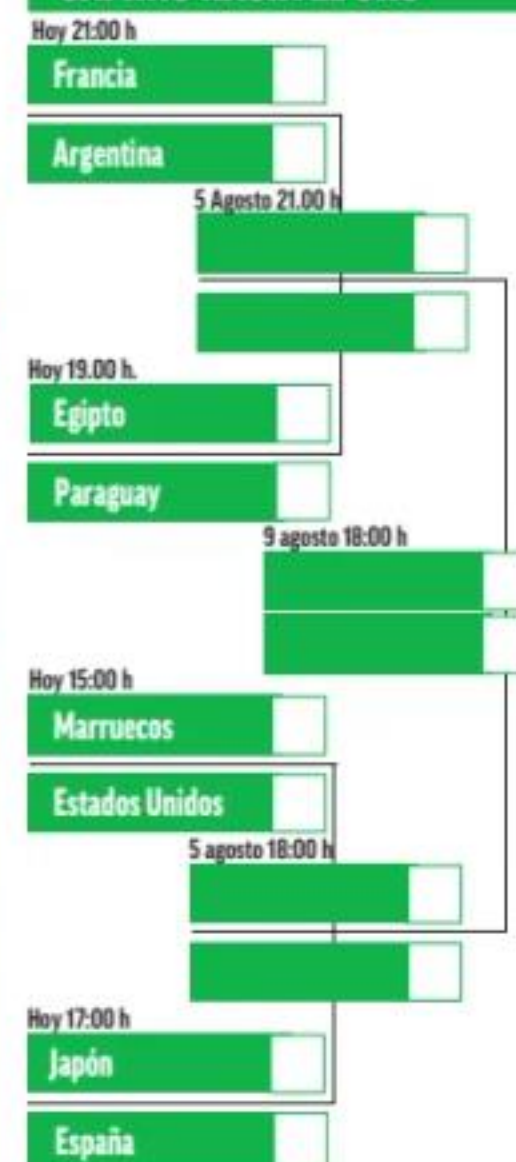 Hoy 21:00 h
Francia
Argentina
5 Agosto 21.00 h
Hoy 19.00 h.
Egipto
Paraguay
9 agosto 18:00 h
Hoy 15:00 h
Marruecos
Estados Unidos
5 agosto 18:00 h
Hoy 17:00 h
Japón
España